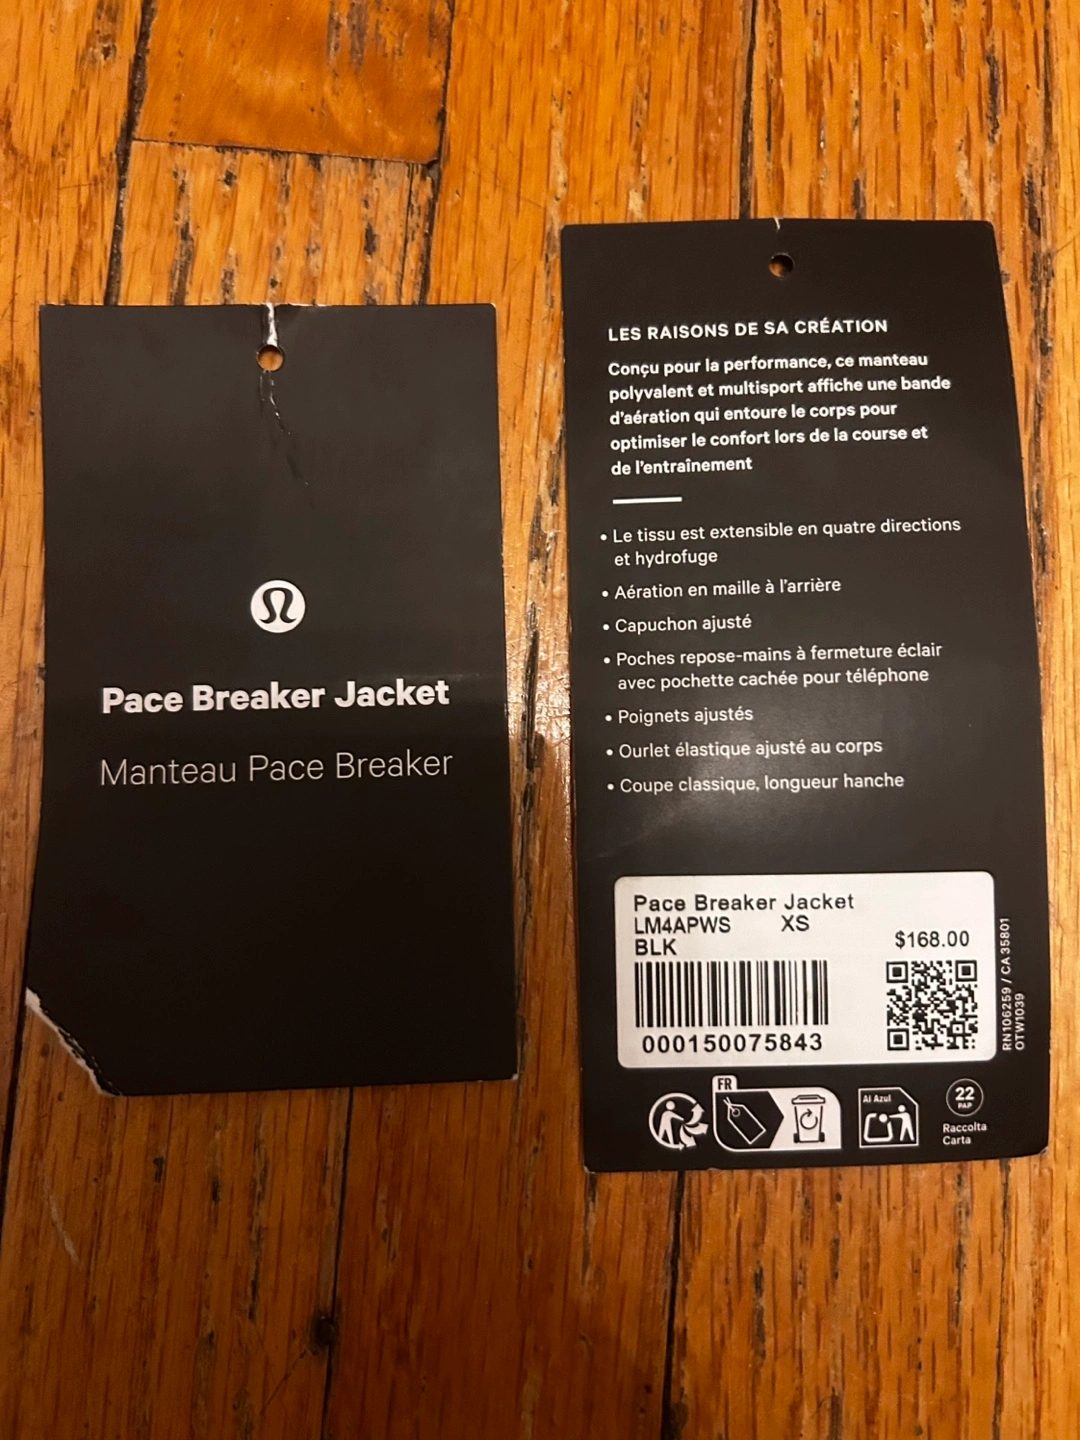 Pace Breaker Jacket
Manteau Pace Breaker
LES RAISONS DE SA CRÉATION
Conçu pour la performance, ce manteau
polyvalent et multisport affiche une bande
d'aération qui entoure le corps pour
optimiser le confort lors de la course et
de l'entraînement
• Le tissu est extensible en quatre directions
et hydrofuge
• Aération en maille à l'arrière
• Capuchon ajusté
• Poches repose-mains à fermeture éclair
avec pochette cachée pour téléphone
• Poignets ajustés
• Ourlet élastique ajusté au corps
• Coupe classique, longueur hanche
Pace Breaker Jacket
LM4APWS XS
BLK
$168.00
000150075843
RN106259 / CA 35801
OTW1039
FR
Al Azul
22
PAP
Raccolta
Carta